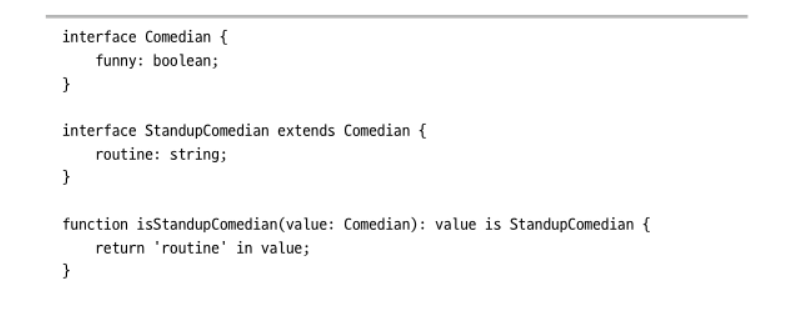 interface Comedian {
    funny: boolean;
}

interface StandupComedian extends Comedian {
    routine: string;
}

function isStandupComedian(value: Comedian): value is StandupComedian {
    return 'routine' in value;
}